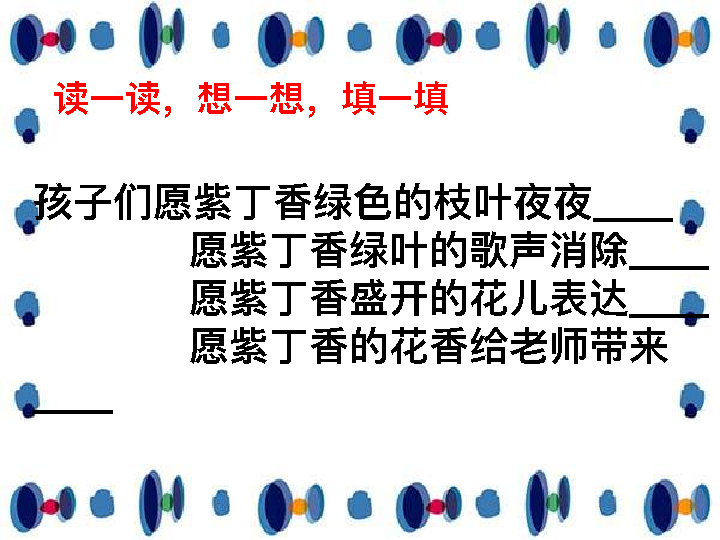 读一读，想一想，填一填
孩子们愿紫丁香绿色的枝叶夜夜____
愿紫丁香绿叶的歌声消除____
愿紫丁香盛开的花儿表达____
愿紫丁香的花香给老师带来
____